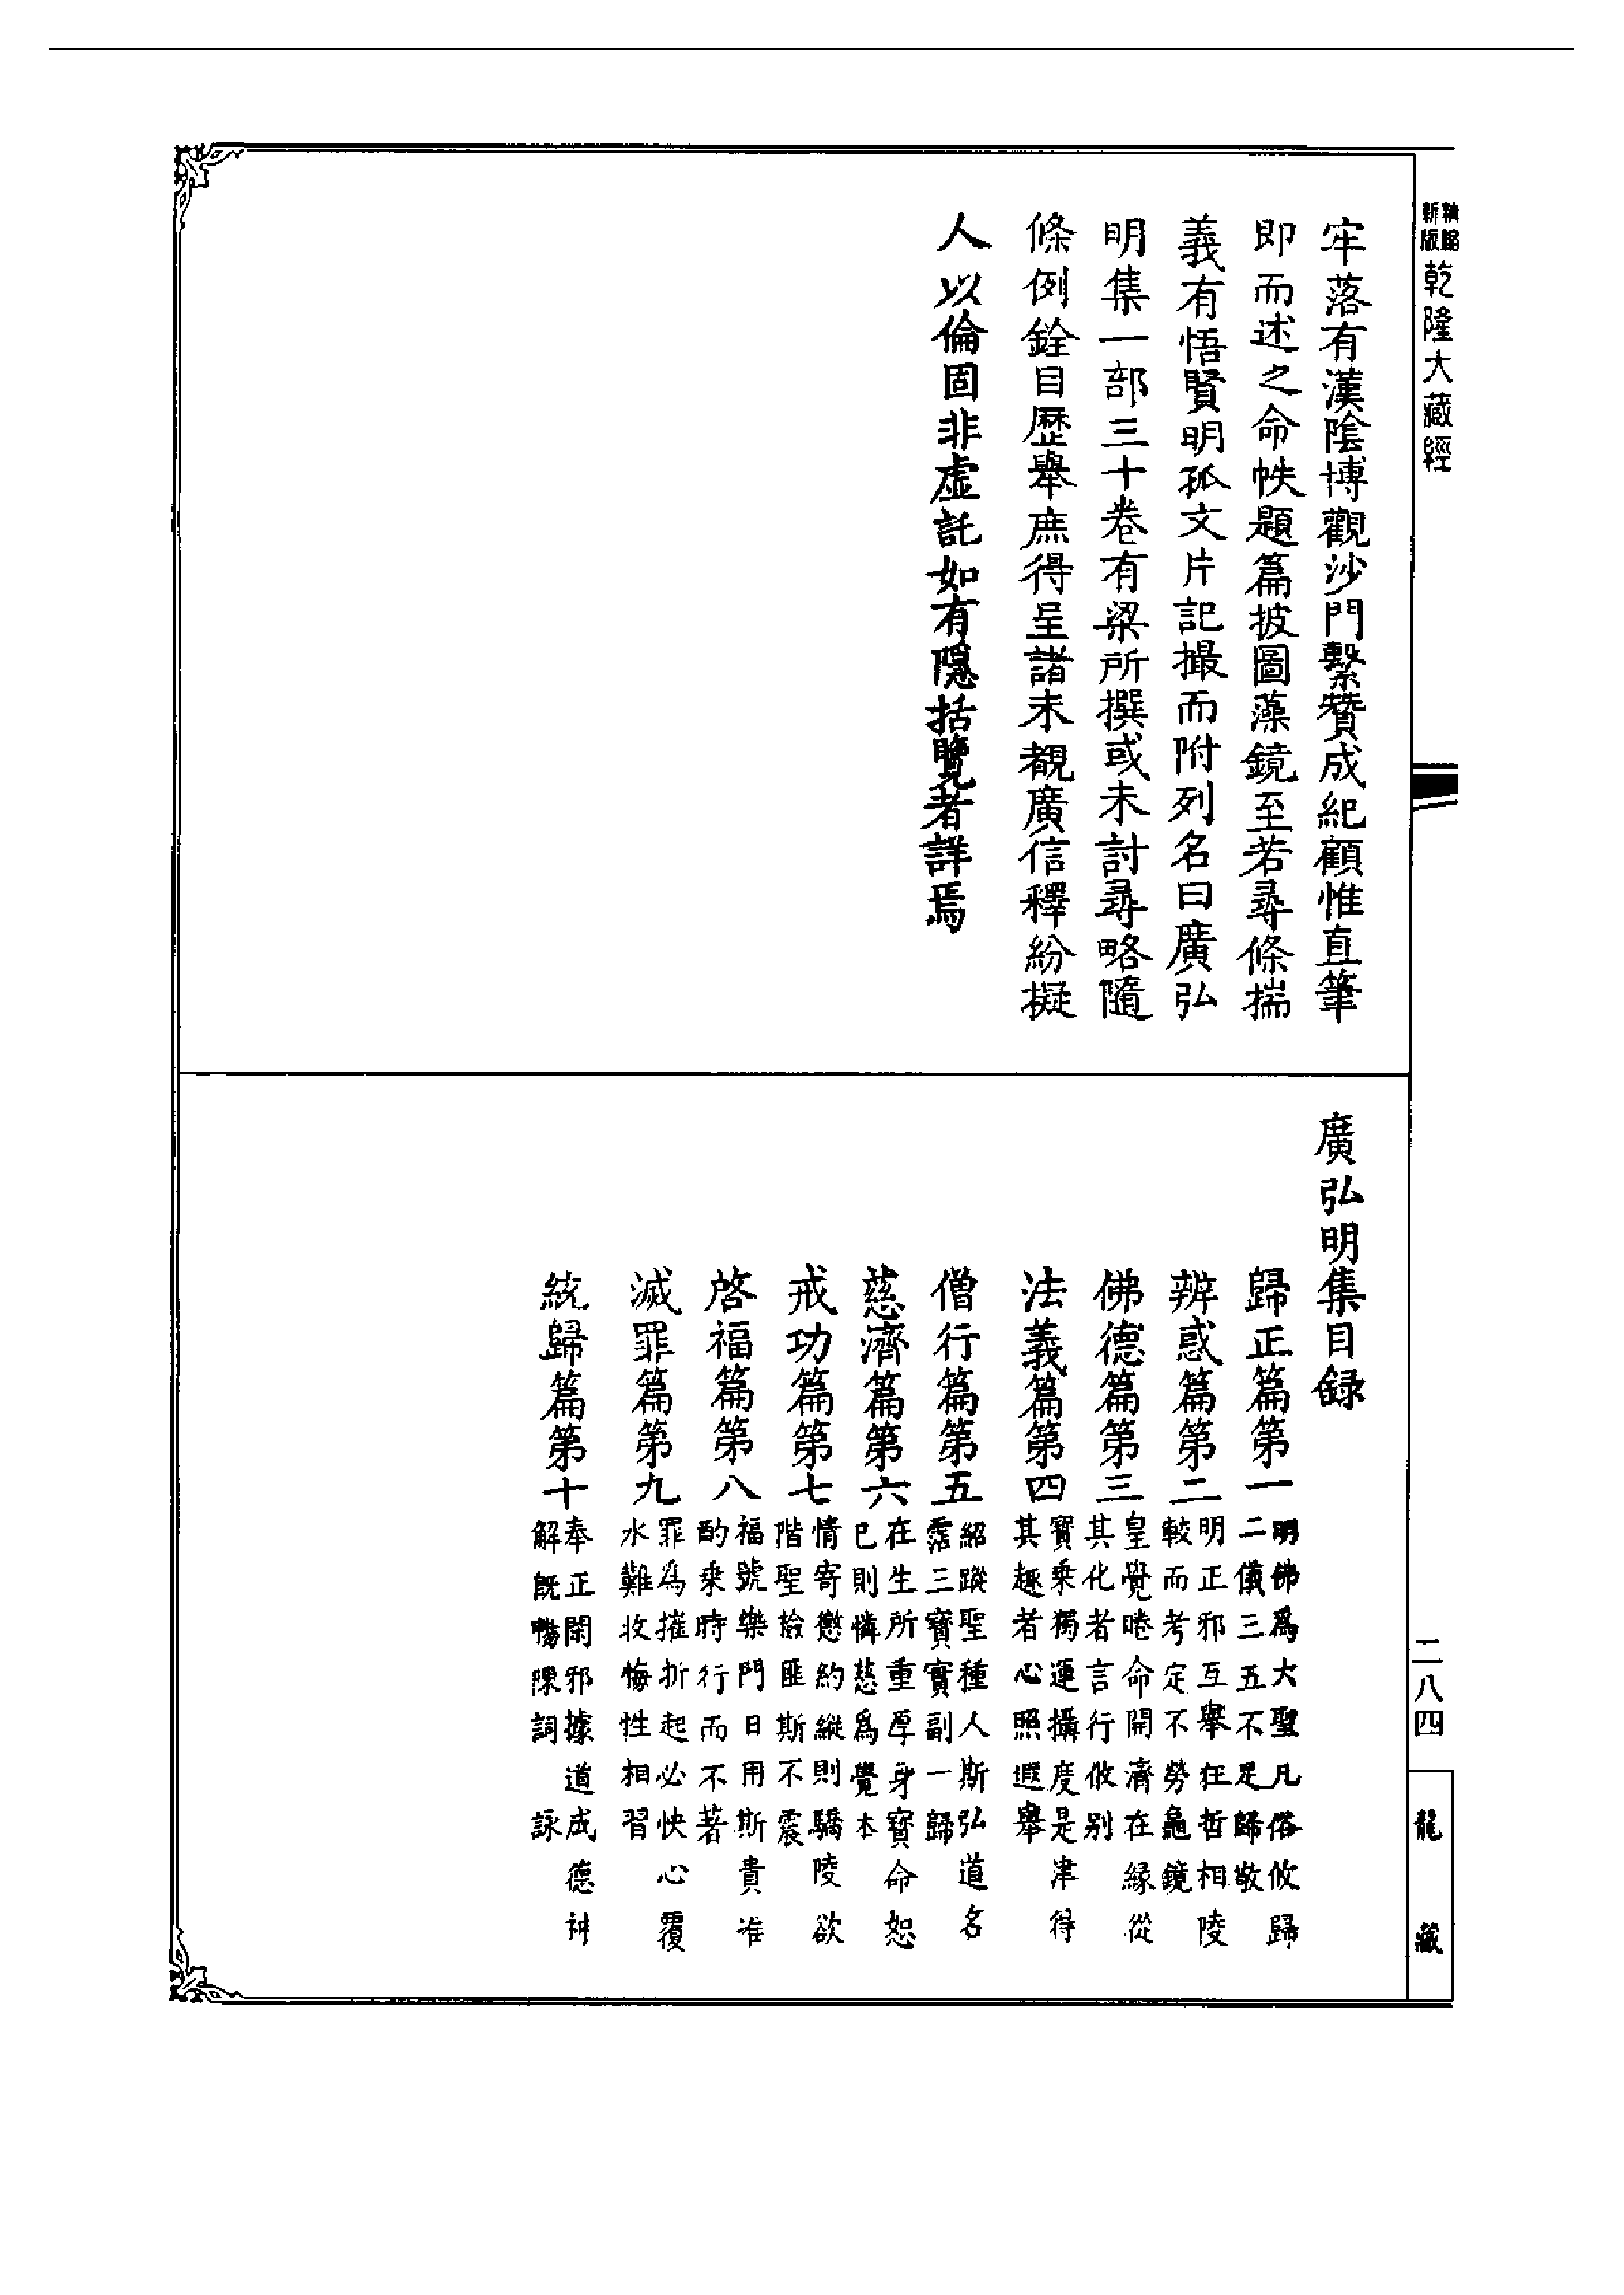 乾隆大藏經
新版
牢落有漢陰博觀沙門繫贊成紀顧惟直筆
即而述之命帙題篇披圖藻鏡至若尋條揣
義有悟賢明孤文片記撮而附列名曰廣弘
明集一部三十卷有梁所撰或未討尋略隨
條例銓目歷舉庶得呈諸未覩廣信釋紛擬
人以倫固非虛託如有隱括覽者詳焉
廣弘明集目録
歸正篇第一
明佛爲大聖凡俗攸歸
二儀三五不足歸敬
辨惑篇第二
明正邪互舉狂哲相陵
較而考定不勞龜鏡
佛德篇第三
皇覺睠命開濟在緣從
其化者言行攸別
法義篇第四
寶乘獨運攝度是津得
其趣者心照遐舉
僧行篇第五
紹蹤聖種人斯弘道名
霑三寶實副一歸
慈濟篇第六
在生所重厚身寶命恕
已則憐慈爲覺本
戒功篇第七
情寄懲約縱則驕陵欲
階聖撿匪斯不震
啓福篇第八
福號樂門日用斯貴准
酌乘時行而不著
滅罪篇第九
罪爲摧折起必快心覆
水難收悔性相習
統歸篇第十
奉正閑邪據道成德神
解旣暢陳詞詠
二八四
龍藏